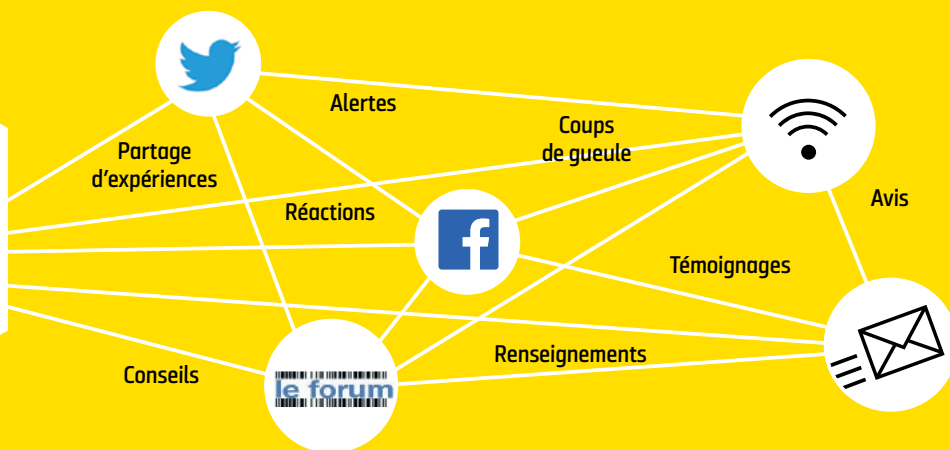 Alertes
Coups
de gueule
Partage
d'expériences
Avis
Réactions
Témoignages
Renseignements
Conseils
le forum